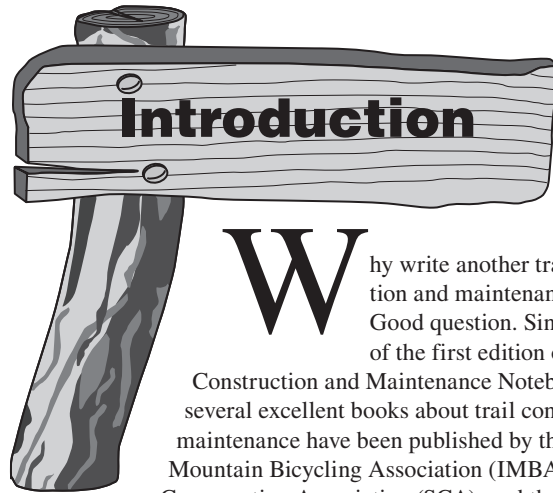 Introduction
Why write another tra
tion and maintenan
Good question. Sin
of the first edition o
Construction and Maintenance Noteb
several excellent books about trail con
maintenance have been published by th
Mountain Bicycling Association (IMBA